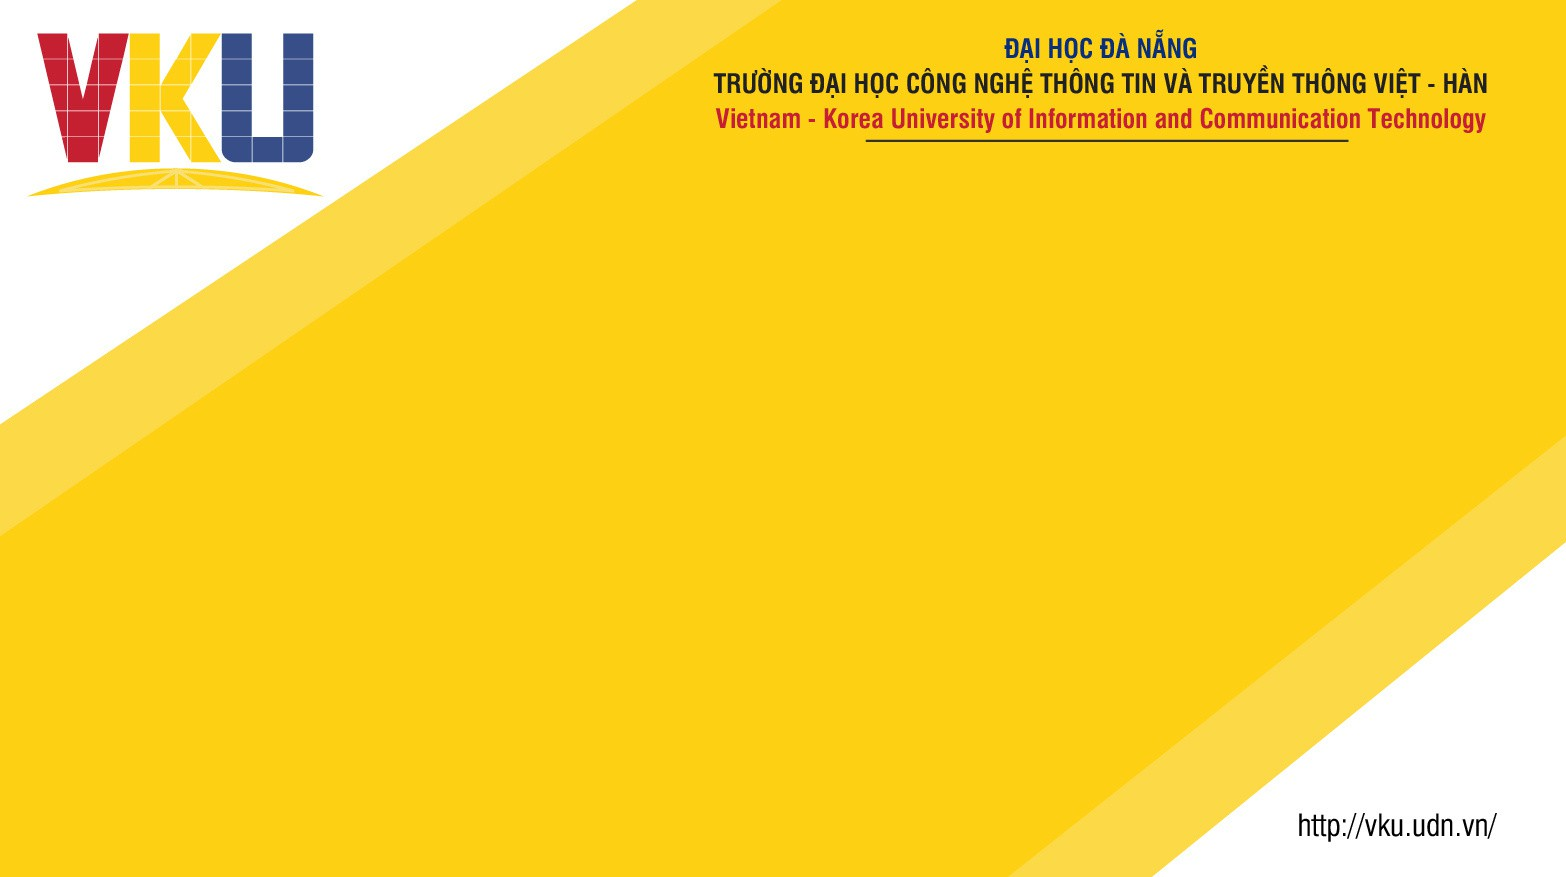 VKU
ĐẠI HỌC ĐÀ NẴNG
TRƯỜNG ĐẠI HỌC CÔNG NGHỆ THÔNG TIN VÀ TRUYỀN THÔNG VIỆT - HÀN
Vietnam - Korea University of Information and Communication Technology
http://vku.udn.vn/